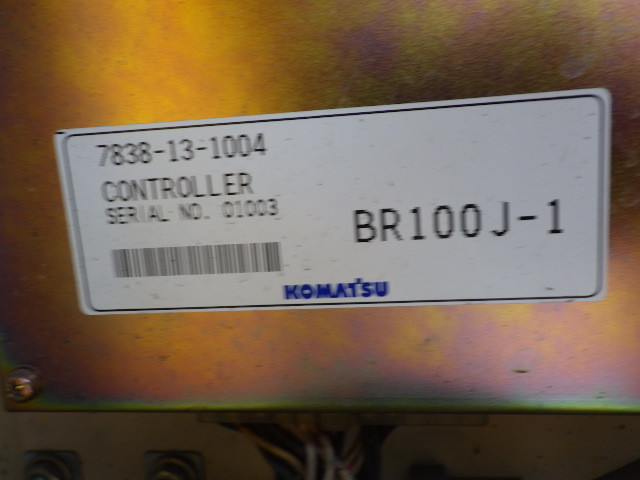 7838-13-1004
CONTROLLER
SERIAL NO. 01003
BR100J-1
KOMATSU